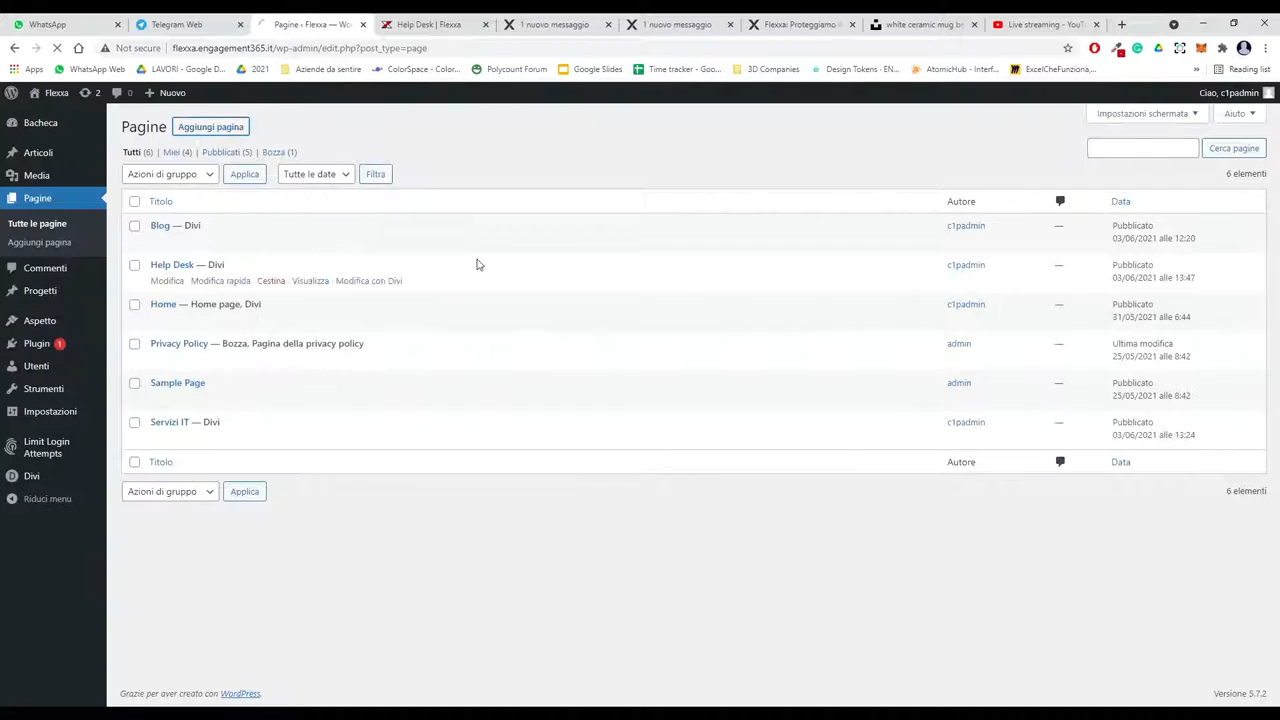 WhatsApp
Telegram Web
Pagine ‹ Flexxa — Wo
Help Desk | Flexxa
1 nuovo messaggio
1 nuovo messaggio
Flexxa: Proteggiamo
white ceramic mug be
Live streaming - YouT
Not secure
flexxa.engagement365.it/wp-admin/edit.php?post_type=page
Apps
WhatsApp Web
LAVORI - Google D...
2021
Aziende da sentire
ColorSpace - Color...
Polycount Forum
Google Slides
Time tracker - Goo...
3D Companies
Design Tokens · EN...
AtomicHub - Interf...
ExcelCheFunziona,...
Reading list
Flexxa
2
0
Nuovo
Ciao, c1padmin
Bacheca
Articoli
Media
Pagine
Tutte le pagine
Aggiungi pagina
Commenti
Progetti
Aspetto
Plugin 1
Utenti
Strumenti
Impostazioni
Limit Login
Attempts
Divi
Riduci menu
Impostazioni schermata
Aiuto
Pagine
Aggiungi pagina
Tutti (6) | Miei (4) | Pubblicati (5) | Bozza (1)
Cerca pagine
Azioni di gruppo
Applica
Tutte le date
Filtra
6 elementi
Titolo
Autore
Data
Blog — Divi
c1padmin
—
Pubblicato
03/06/2021 alle 12:20
Help Desk — Divi
Modifica
Modifica rapida
Cestina
Visualizza
Modifica con Divi
c1padmin
—
Pubblicato
03/06/2021 alle 13:47
Home — Home page, Divi
c1padmin
—
Pubblicato
31/05/2021 alle 6:44
Privacy Policy — Bozza, Pagina della privacy policy
admin
—
Ultima modifica
25/05/2021 alle 8:42
Sample Page
admin
—
Pubblicato
25/05/2021 alle 8:42
Servizi IT — Divi
c1padmin
—
Pubblicato
03/06/2021 alle 13:24
Titolo
Autore
Data
Azioni di gruppo
Applica
6 elementi
Grazie per aver creato con WordPress.
Versione 5.7.2